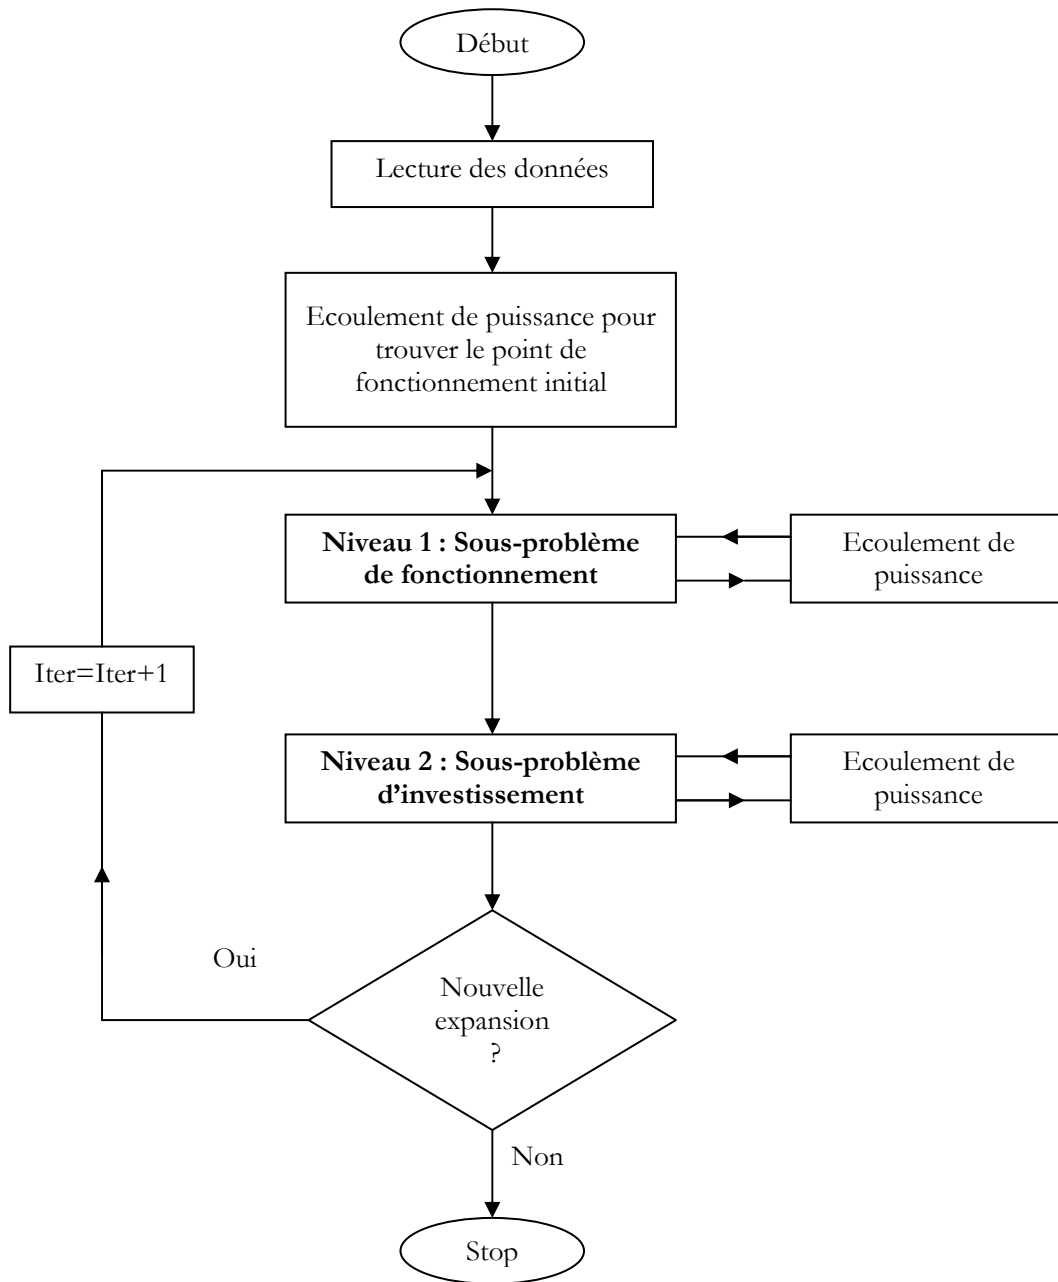 Début
Lecture des données
Ecoulement de puissance pour
trouver le point de
fonctionnement initial
Niveau 1 : Sous-problème
de fonctionnement
Ecoulement de
puissance
Iter=Iter+1
Niveau 2 : Sous-problème
d’investissement
Ecoulement de
puissance
Oui
Nouvelle
expansion
?
Non
Stop